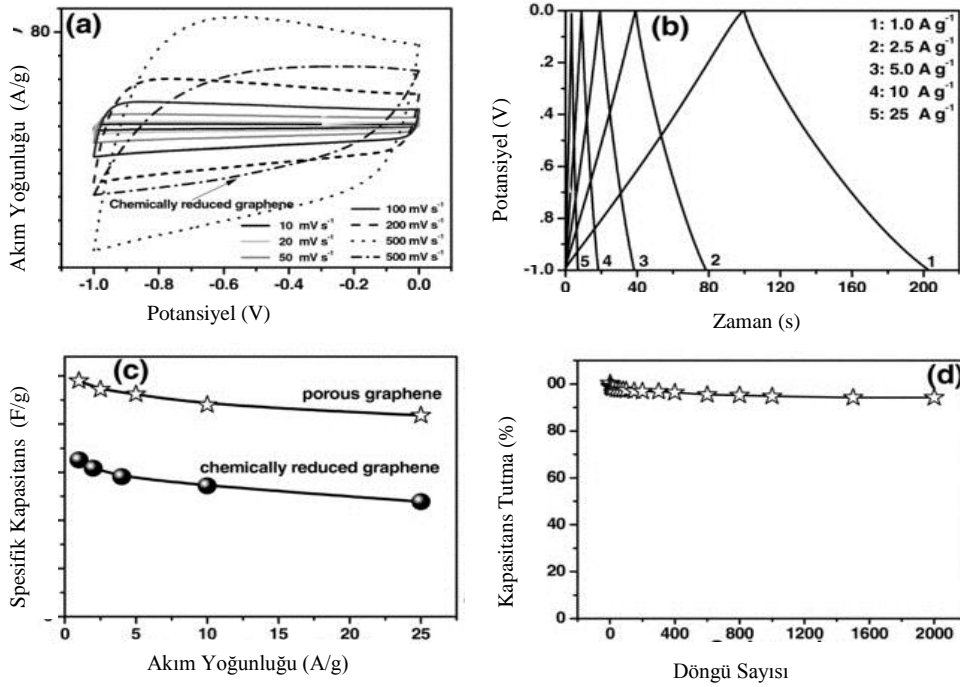 (a)
80
Akım Yoğunluğu (A/g)
Chemically reduced graphene
10 mV s⁻¹
20 mV s⁻¹
50 mV s⁻¹
100 mV s⁻¹
200 mV s⁻¹
500 mV s⁻¹
500 mV s⁻¹
-1.0 -0.8 -0.6 -0.4 -0.2 0.0
Potansiyel (V)
(b)
0.0
.2
.4
.6
.8
-1.0
Potansiyel (V)
1: 1.0 A g⁻¹
2: 2.5 A g⁻¹
3: 5.0 A g⁻¹
4: 10 A g⁻¹
5: 25 A g⁻¹
5 4 3 2 1
0 40 80 120 160 200
Zaman (s)
(c)
Spesifik Kapasitans (F/g)
porous graphene
chemically reduced graphene
0 5 10 15 20 25
Akım Yoğunluğu (A/g)
(d)
00
80
60
40
20
0
Kapasitans Tutma (%)
0 400 800 1200 1600 2000
Döngü Sayısı